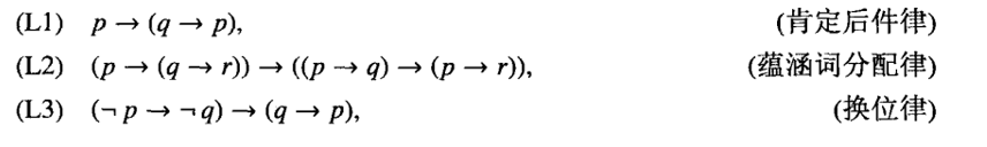 (L1) p → (q → p), (肯定后件律)
(L2) (p → (q → r)) → ((p → q) → (p → r)), (蕴涵词分配律)
(L3) (¬ p → ¬ q) → (q → p), (换位律)